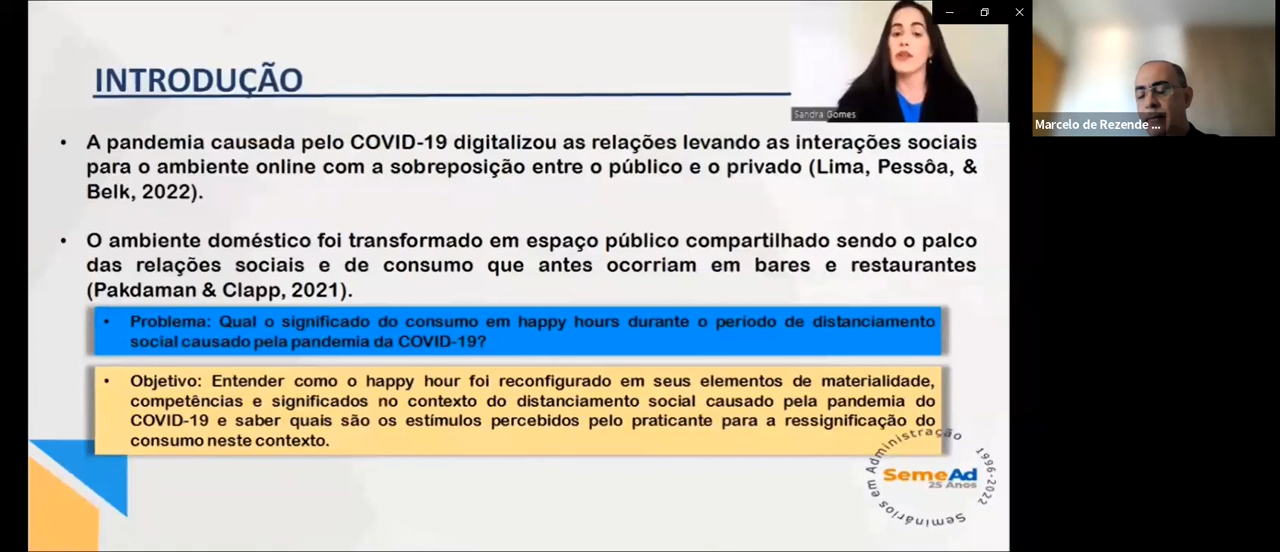 INTRODUÇÃO
Sandra Gomes
Marcelo de Rezende ...
• A pandemia causada pelo COVID-19 digitalizou as relações levando as interações sociais
para o ambiente online com a sobreposição entre o público e o privado (Lima, Pessôa, &
Belk, 2022).
• O ambiente doméstico foi transformado em espaço público compartilhado sendo o palco
das relações sociais e de consumo que antes ocorriam em bares e restaurantes
(Pakdaman & Clapp, 2021).
• Problema: Qual o significado do consumo em happy hours durante o período de distanciamento
social causado pela pandemia da COVID-19?
• Objetivo: Entender como o happy hour foi reconfigurado em seus elementos de materialidade,
competências e significados no contexto do distanciamento social causado pela pandemia do
COVID-19 e saber quais são os estímulos percebidos pelo praticante para a ressignificação do
consumo neste contexto.
Seminários em Administração 1996-2022
SemeAd
25 Anos